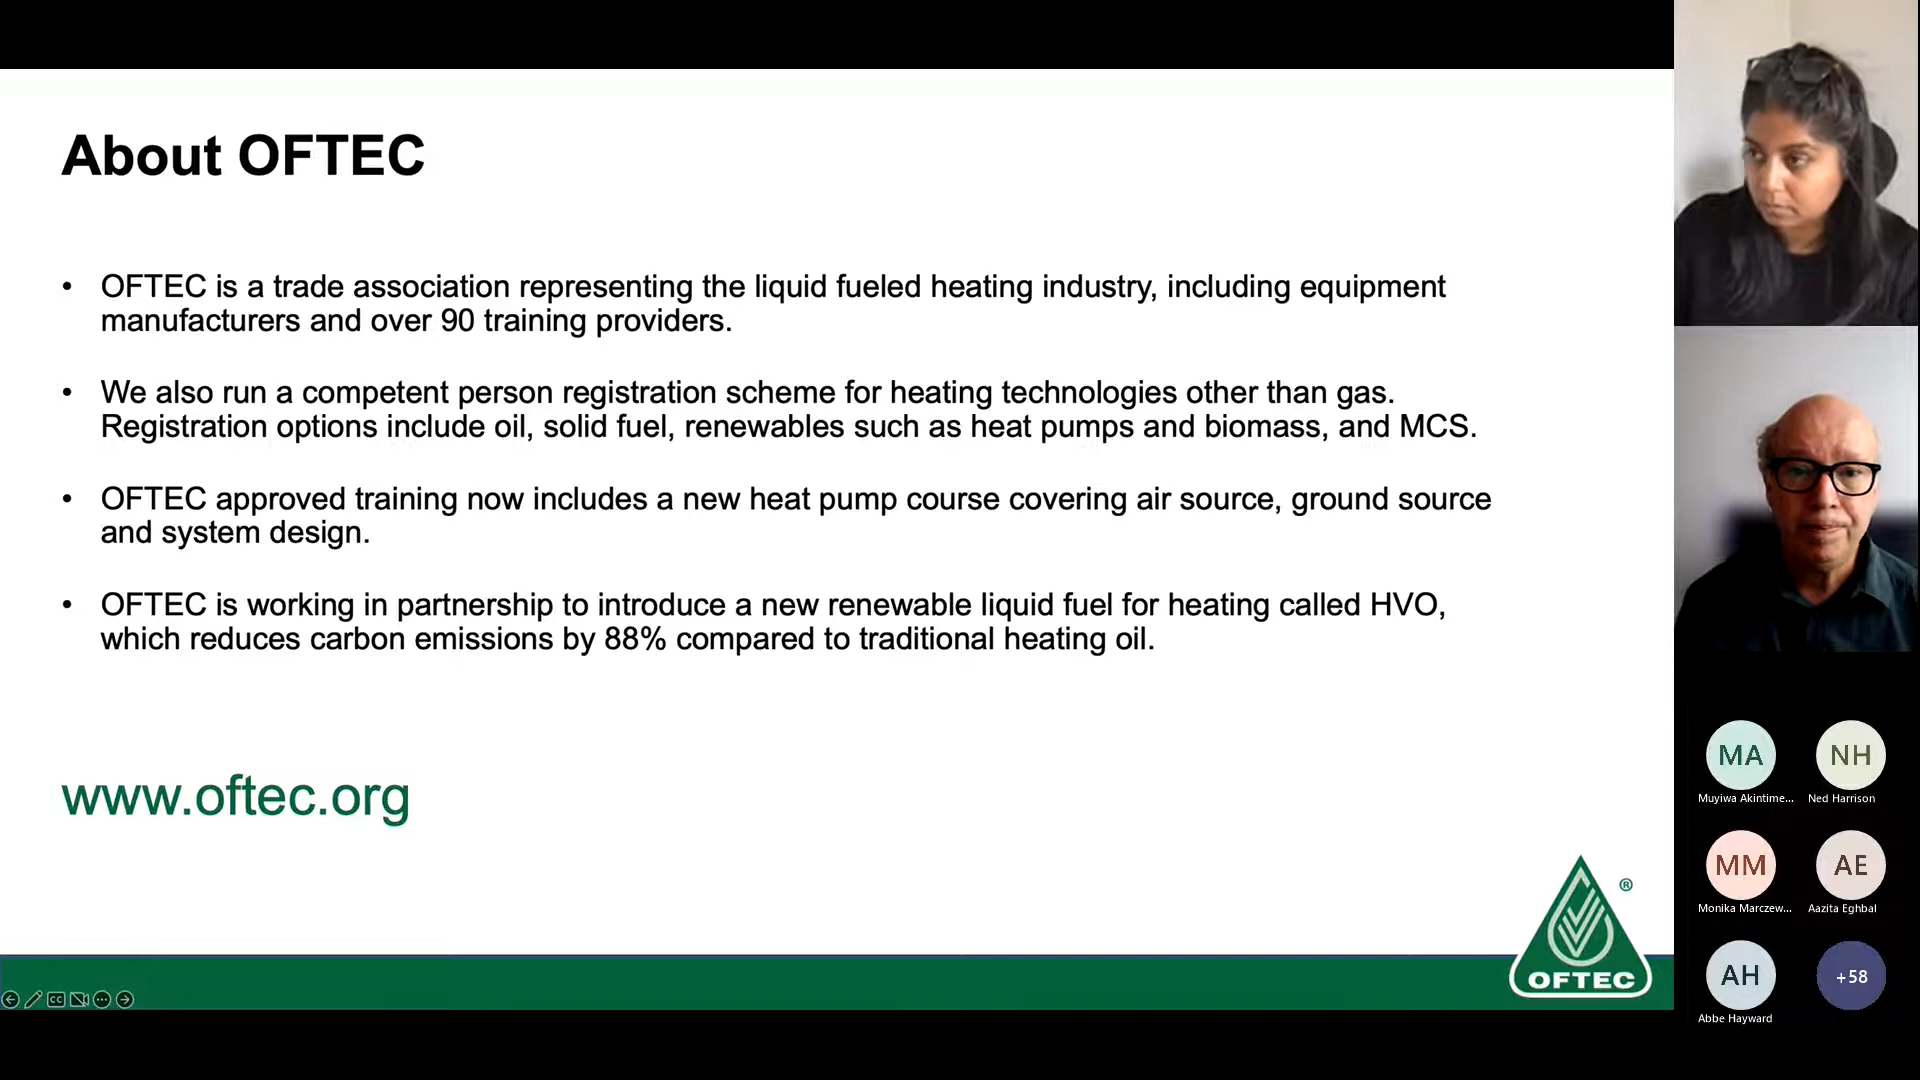 About OFTEC
• OFTEC is a trade association representing the liquid fueled heating industry, including equipment
manufacturers and over 90 training providers.
• We also run a competent person registration scheme for heating technologies other than gas.
Registration options include oil, solid fuel, renewables such as heat pumps and biomass, and MCS.
• OFTEC approved training now includes a new heat pump course covering air source, ground source
and system design.
• OFTEC is working in partnership to introduce a new renewable liquid fuel for heating called HVO,
which reduces carbon emissions by 88% compared to traditional heating oil.
www.oftec.org
®
OFTEC
CC
MA
Muyiwa Akintime...
NH
Ned Harrison
MM
Monika Marczew...
AE
Aazita Eghbal
AH
Abbe Hayward
+58